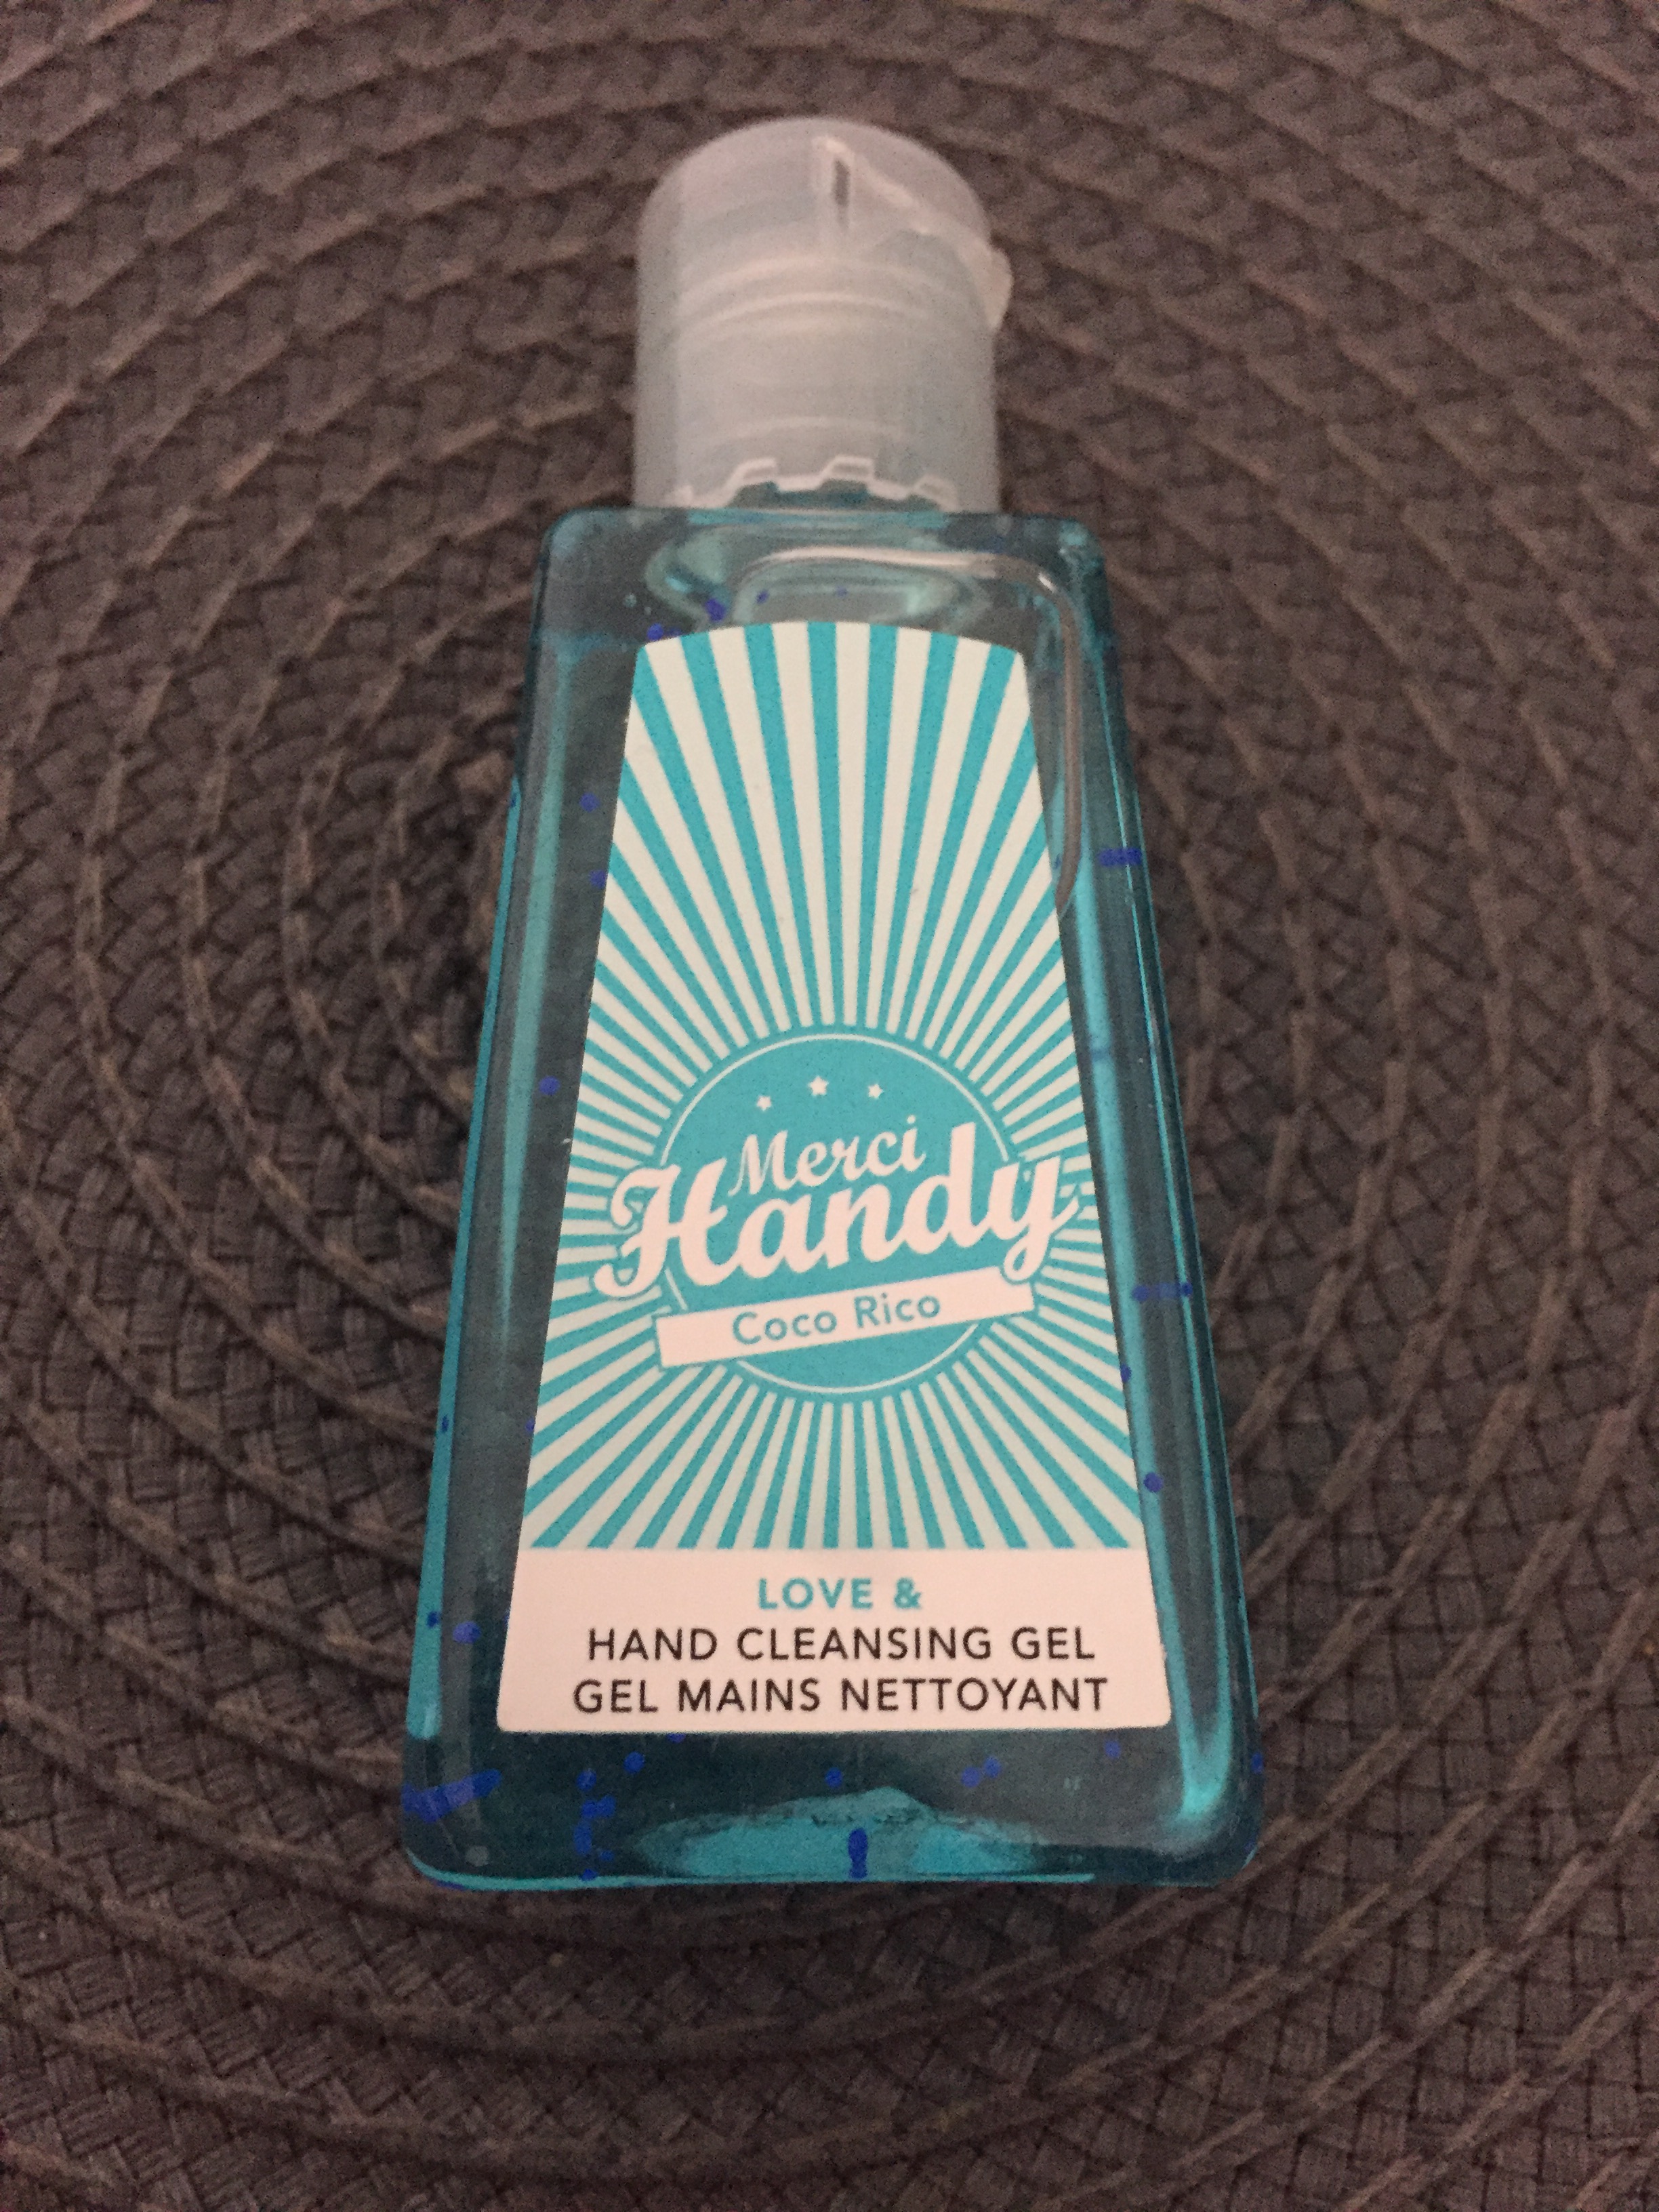 Merci
Handy
Coco Rico
LOVE &
HAND CLEANSING GEL
GEL MAINS NETTOYANT